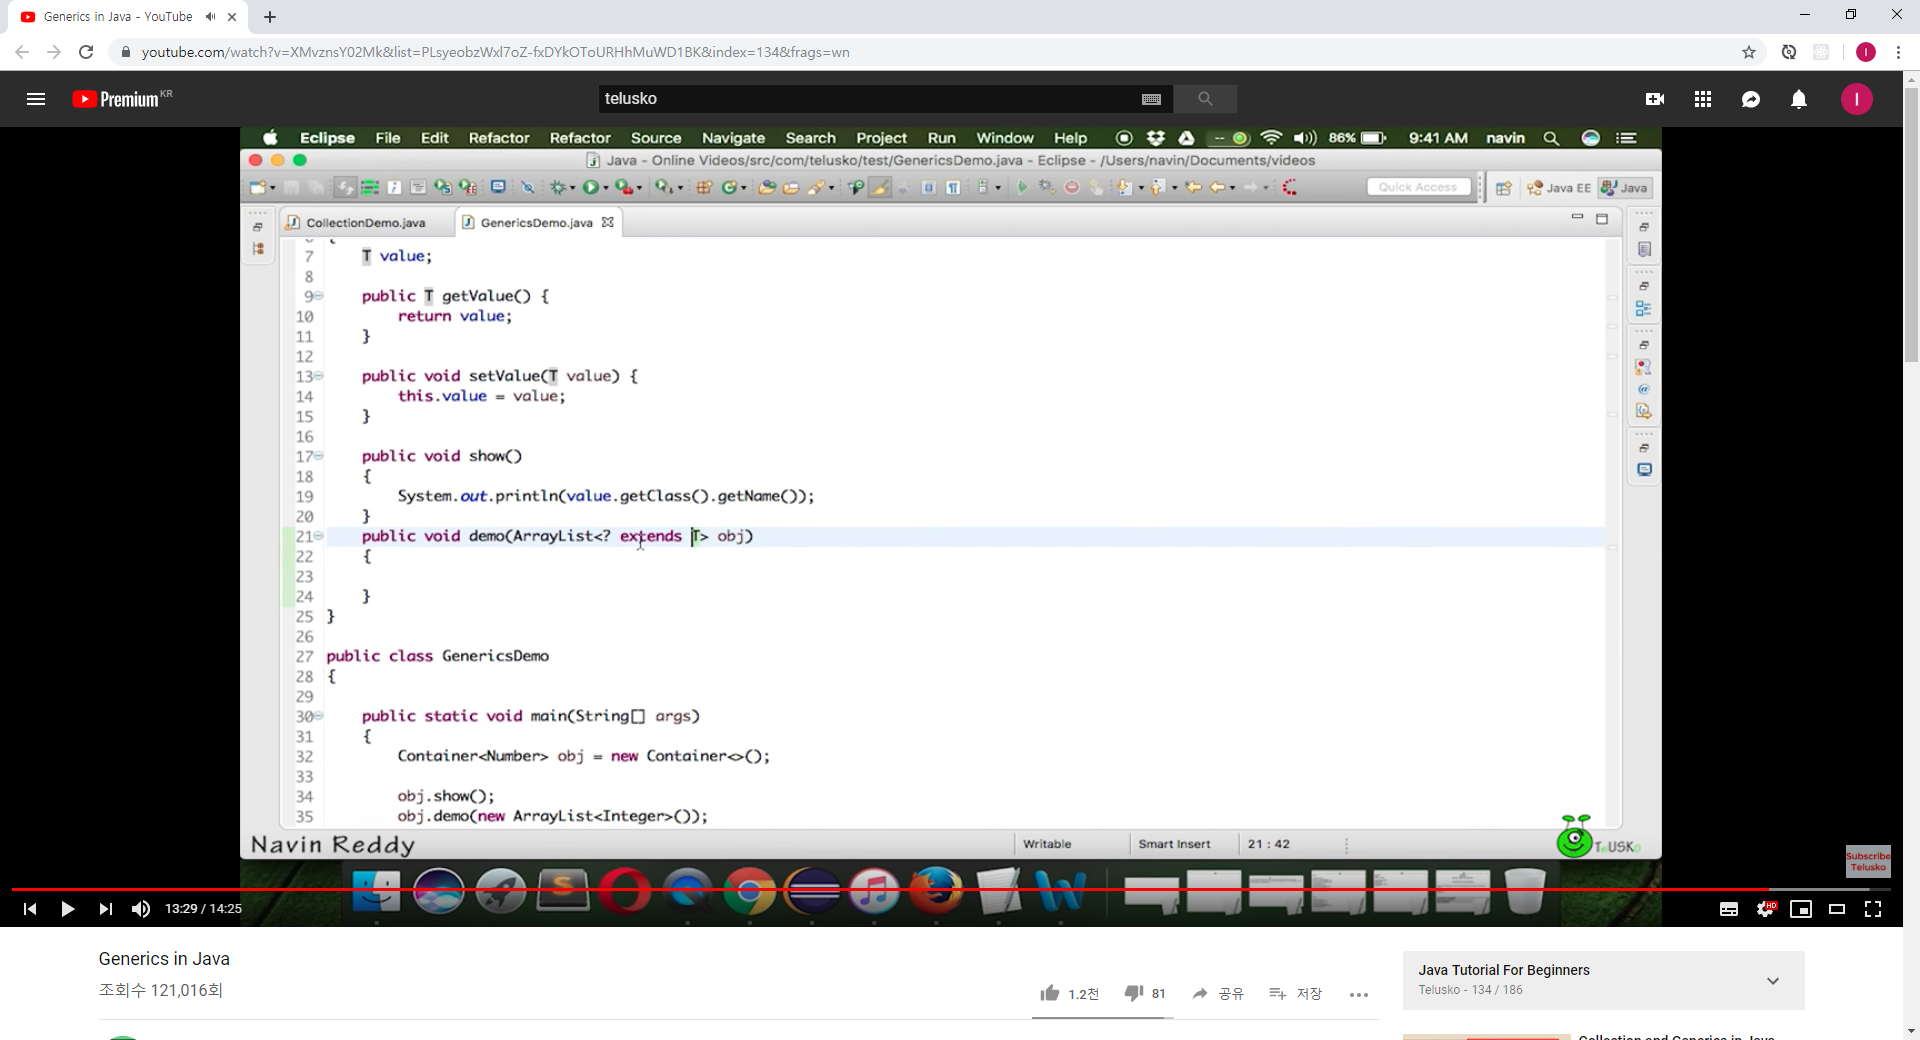 Generics in Java - YouTube
youtube.com/watch?v=XMvznsY02Mk&list=PLsyeobzWxl7oZ-fxDYkOToURHhMuWD1BK&index=134&frags=wn
Premium KR
telusko
I
Eclipse File Edit Refactor Refactor Source Navigate Search Project Run Window Help 86% 9:41 AM navin
Java - Online Videos/src/com/telusko/test/GenericsDemo.java - Eclipse - /Users/navin/Documents/videos
Quick Access Java EE Java
CollectionDemo.java GenericsDemo.java
6 {
7 T value;
8
9 public T getValue() {
10 return value;
11 }
12
13 public void setValue(T value) {
14 this.value = value;
15 }
16
17 public void show()
18 {
19 System.out.println(value.getClass().getName());
20 }
21 public void demo(ArrayList<? extends T> obj)
22 {
23
24 }
25 }
26
27 public class GenericsDemo
28 {
29
30 public static void main(String[] args)
31 {
32 Container<Number> obj = new Container<>();
33
34 obj.show();
35 obj.demo(new ArrayList<Integer>());
Navin Reddy Writable Smart Insert 21 : 42
TeLUSKo
Subscribe
Telusko
13:29 / 14:25 HD
Generics in Java
조회수 121,016회
1.2천 81 공유 저장
Java Tutorial For Beginners
Telusko - 134 / 186
Collection and Generics in Java